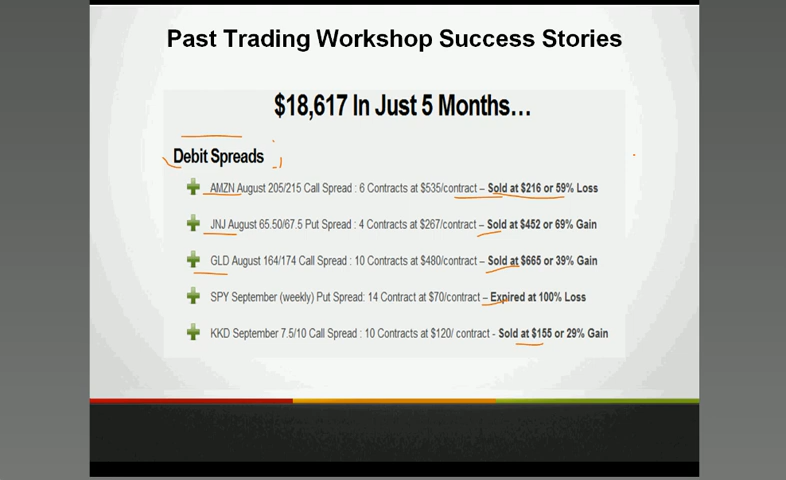 Past Trading Workshop Success Stories
$18,617 In Just 5 Months...
Debit Spreads
AMZN August 205/215 Call Spread : 6 Contracts at $535/contract – Sold at $216 or 59% Loss
JNJ August 65.50/67.5 Put Spread : 4 Contracts at $267/contract – Sold at $452 or 69% Gain
GLD August 164/174 Call Spread : 10 Contracts at $480/contract – Sold at $665 or 39% Gain
SPY September (weekly) Put Spread: 14 Contract at $70/contract – Expired at 100% Loss
KKD September 7.5/10 Call Spread : 10 Contracts at $120/ contract - Sold at $155 or 29% Gain